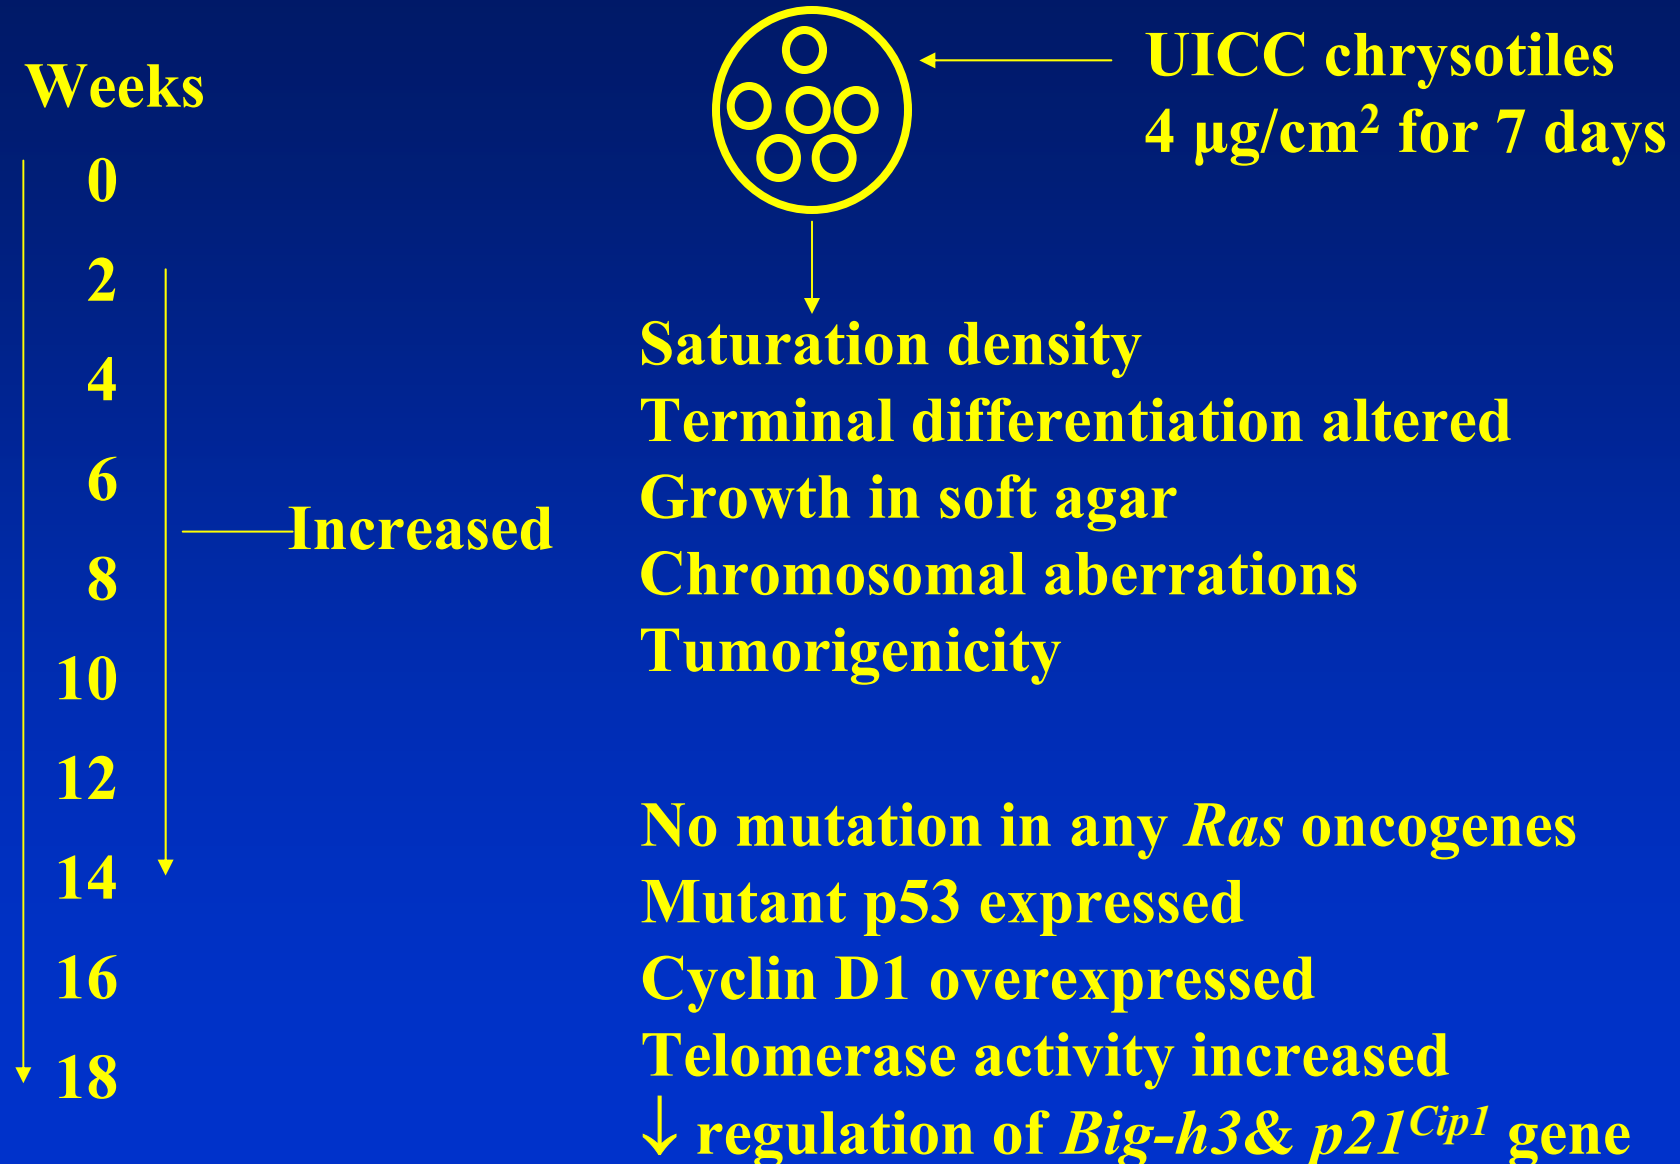 UICC chrysotiles
4 μg/cm² for 7 days
Weeks
0
2
4
6
8
10
12
14
16
18
Increased
Saturation density
Terminal differentiation altered
Growth in soft agar
Chromosomal aberrations
Tumorigenicity
No mutation in any Ras oncogenes
Mutant p53 expressed
Cyclin D1 overexpressed
Telomerase activity increased
↓ regulation of Big-h3& p21^Cip1 gene